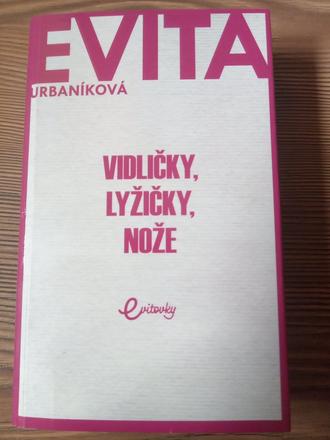 EVITA
URBANÍKOVÁ
VIDLIČKY,
LYŽIČKY,
NOŽE
evitovky